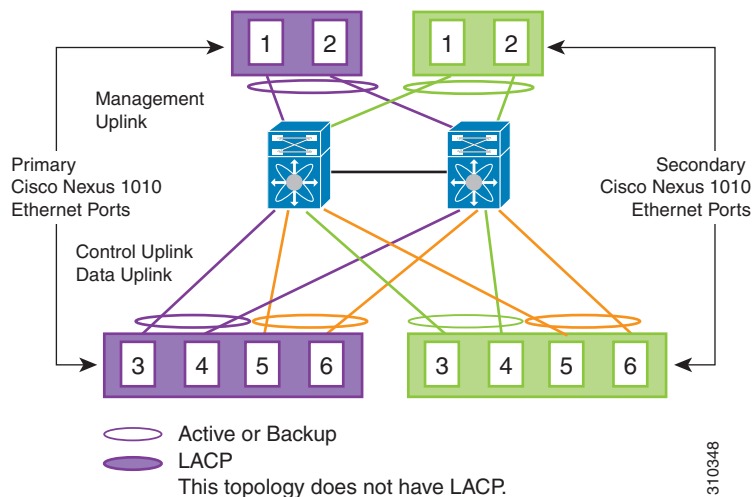 1 2 1 2
Management
Uplink
Primary
Cisco Nexus 1010
Ethernet Ports
Secondary
Cisco Nexus 1010
Ethernet Ports
Control Uplink
Data Uplink
3 4 5 6 3 4 5 6
Active or Backup
LACP
This topology does not have LACP.
310348